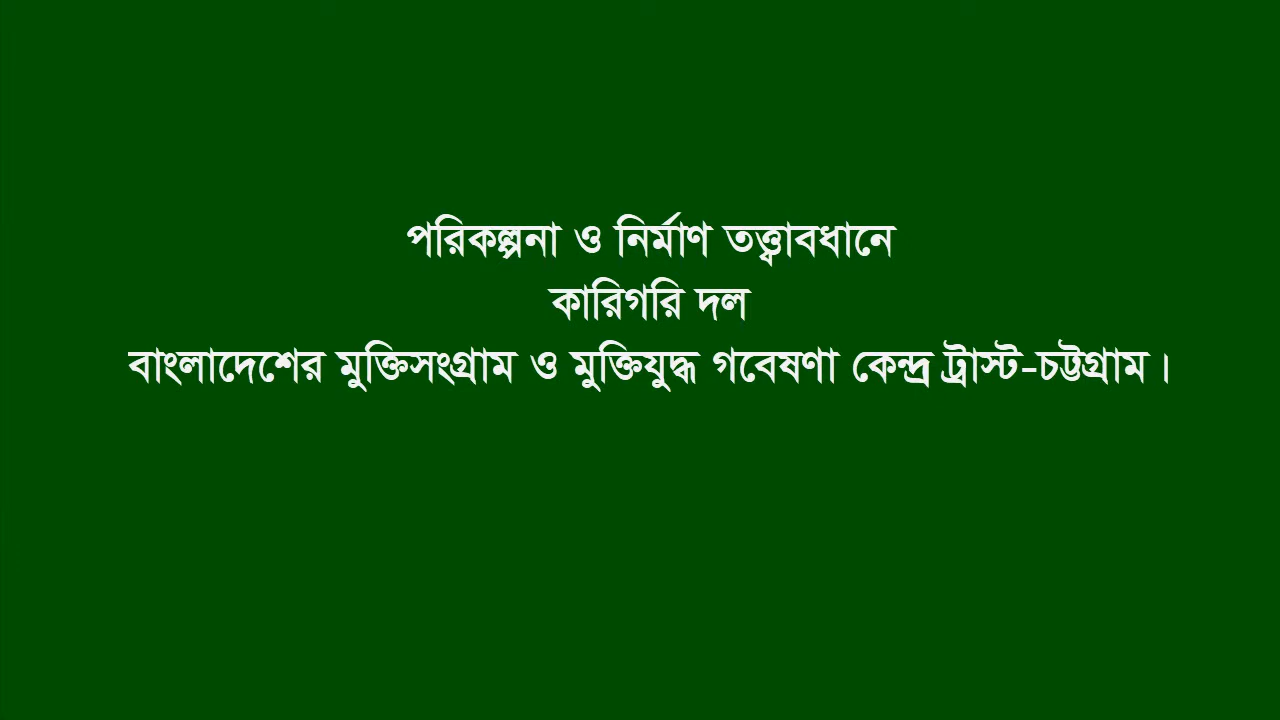 পরিকল্পনা ও নির্মাণ তত্ত্বাবধানে
কারিগরি দল
বাংলাদেশের মুক্তিসংগ্রাম ও মুক্তিযুদ্ধ গবেষণা কেন্দ্র ট্রাস্ট-চট্টগ্রাম।